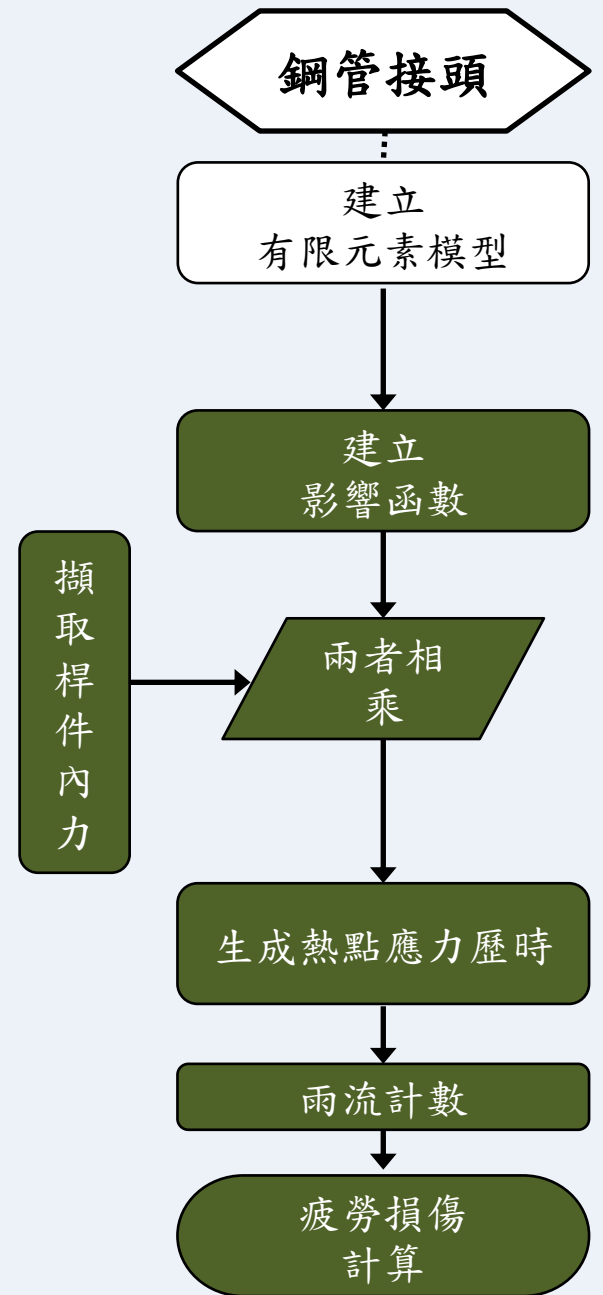 鋼管接頭
建立
有限元素模型
建立
影響函數
擷
取
桿
件
內
力
兩者相
乘
生成熱點應力歷時
雨流計數
疲勞損傷
計算